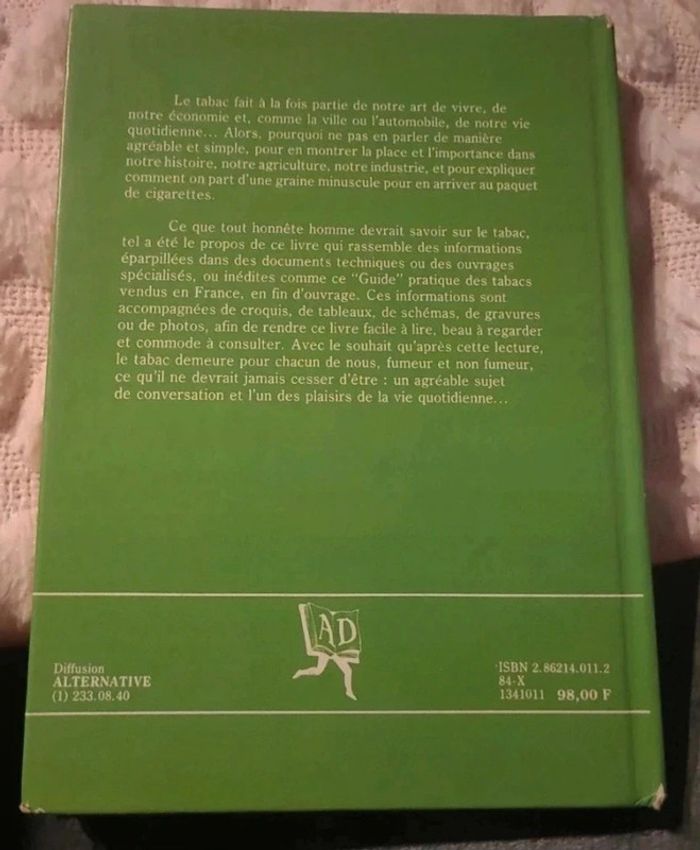 Le tabac fait à la fois partie de notre art de vivre, de
notre économie et, comme la ville ou l'automobile, de notre vie
quotidienne... Alors, pourquoi ne pas en parler de manière
agréable et simple, pour en montrer la place et l'importance dans
notre histoire, notre agriculture, notre industrie, et pour expliquer
comment on part d'une graine minuscule pour en arriver au paquet
de cigarettes.
Ce que tout honnête homme devrait savoir sur le tabac,
tel a été le propos de ce livre qui rassemble des informations
éparpillées dans des documents techniques ou des ouvrages
spécialisés, ou inédites comme ce "Guide" pratique des tabacs
vendus en France, en fin d'ouvrage. Ces informations sont
accompagnées de croquis, de tableaux, de schémas, de gravures
ou de photos, afin de rendre ce livre facile à lire, beau à regarder
et commode à consulter. Avec le souhait qu'après cette lecture,
le tabac demeure pour chacun de nous, fumeur et non fumeur,
ce qu'il ne devrait jamais cesser d'être : un agréable sujet
de conversation et l'un des plaisirs de la vie quotidienne...
AD
Diffusion
ALTERNATIVE
(1) 233.08.40
ISBN 2.86214.011.2
84-X
1341011 98,00 F